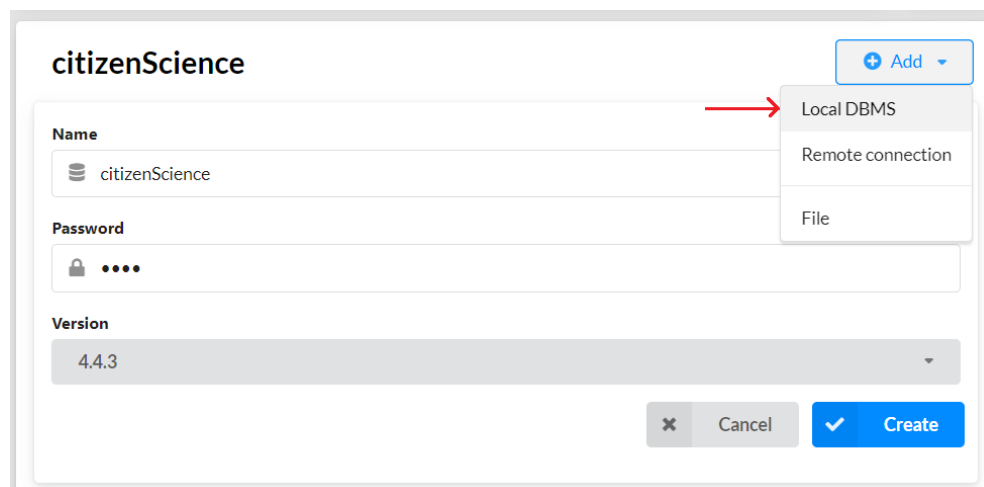 citizenScience
Add
Local DBMS
Name
Remote connection
citizenScience
File
Password
••••
Version
4.4.3
Cancel
Create